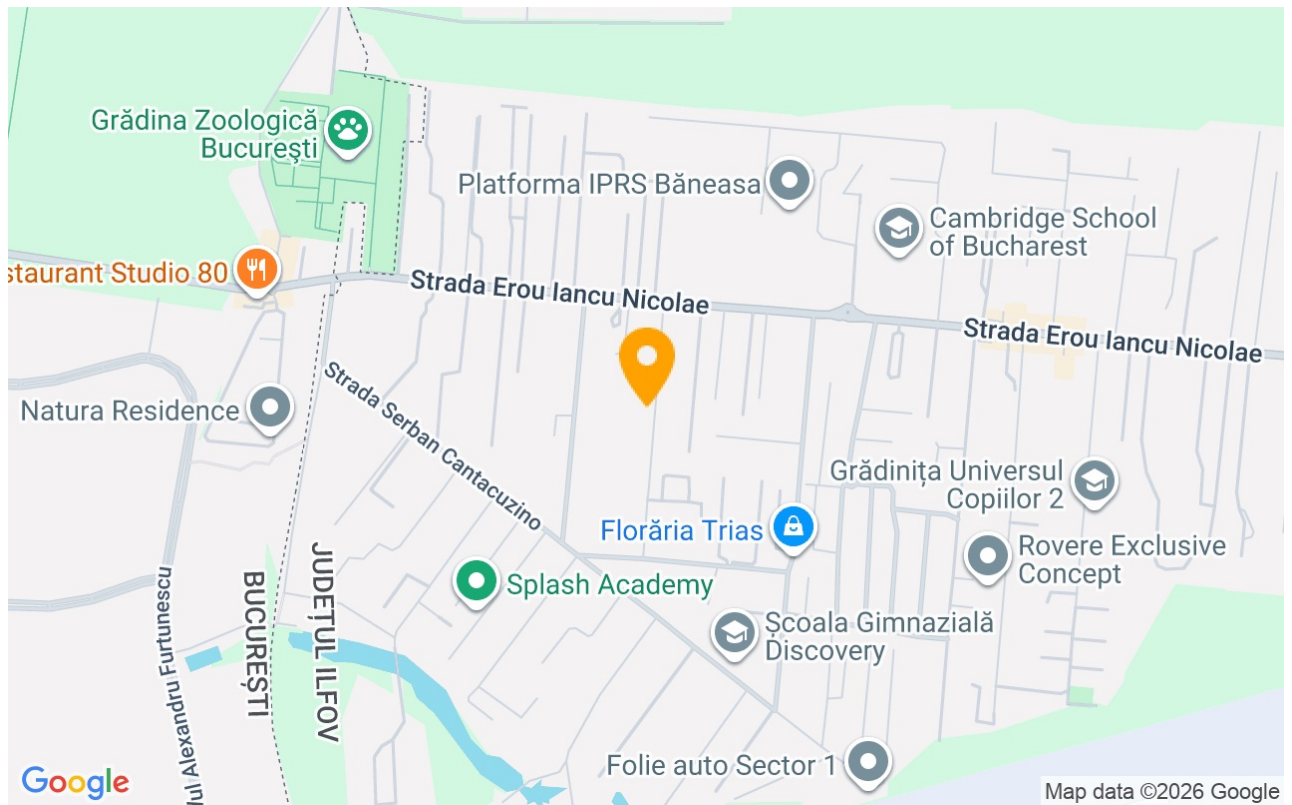 Grădina Zoologică
București
Platforma IPRS Băneasa
Cambridge School
of Bucharest
staurant Studio 80
Strada Erou Iancu Nicolae
Strada Erou Iancu Nicolae
Strada Serban Cantacuzino
Natura Residence
Grădinița Universul
Copiilor 2
Florăria Trias
Rovere Exclusive
Concept
Splash Academy
Școala Gimnazială
Discovery
JUDEȚUL ILFOV
BUCUREȘTI
ul Alexandru Furtunescu
Folie auto Sector 1
Google
Map data ©2026 Google